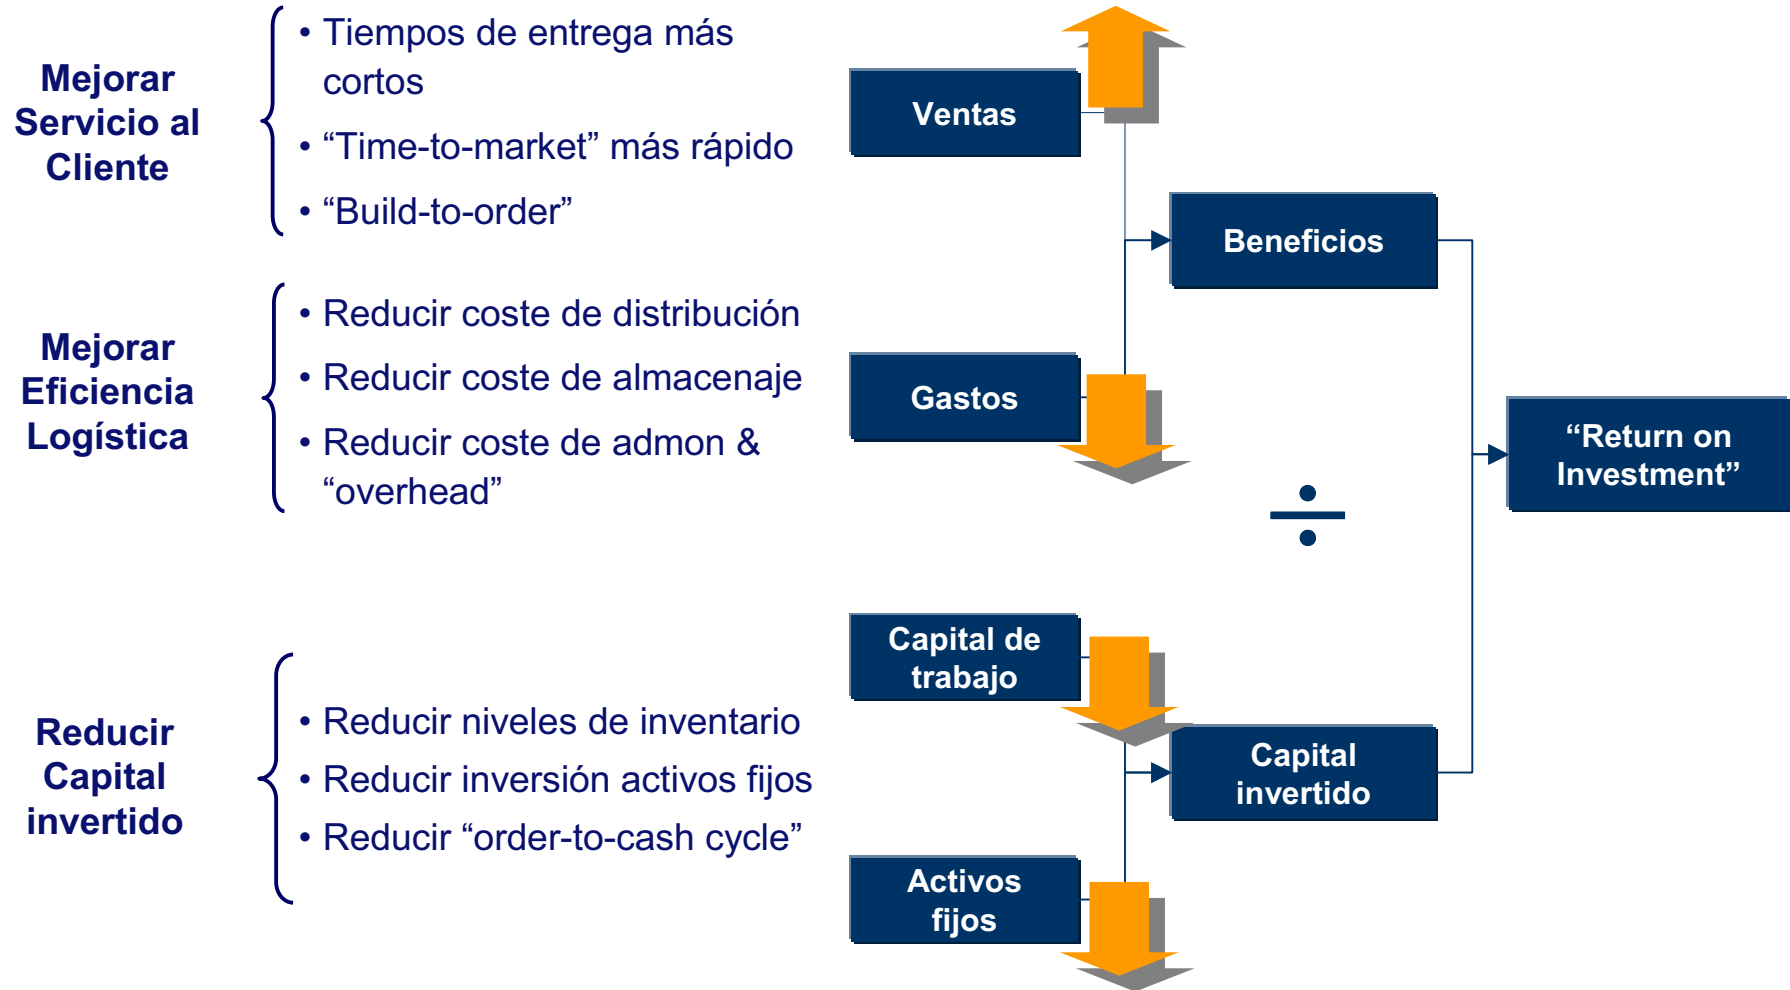 Mejorar
Servicio al
Cliente
• Tiempos de entrega más
cortos
• “Time-to-market” más rápido
• “Build-to-order”
Mejorar
Eficiencia
Logística
• Reducir coste de distribución
• Reducir coste de almacenaje
• Reducir coste de admon &
“overhead”
Reducir
Capital
invertido
• Reducir niveles de inventario
• Reducir inversión activos fijos
• Reducir “order-to-cash cycle”
Ventas
Beneficios
Gastos
“Return on
Investment”
÷
Capital de
trabajo
Capital
invertido
Activos
fijos